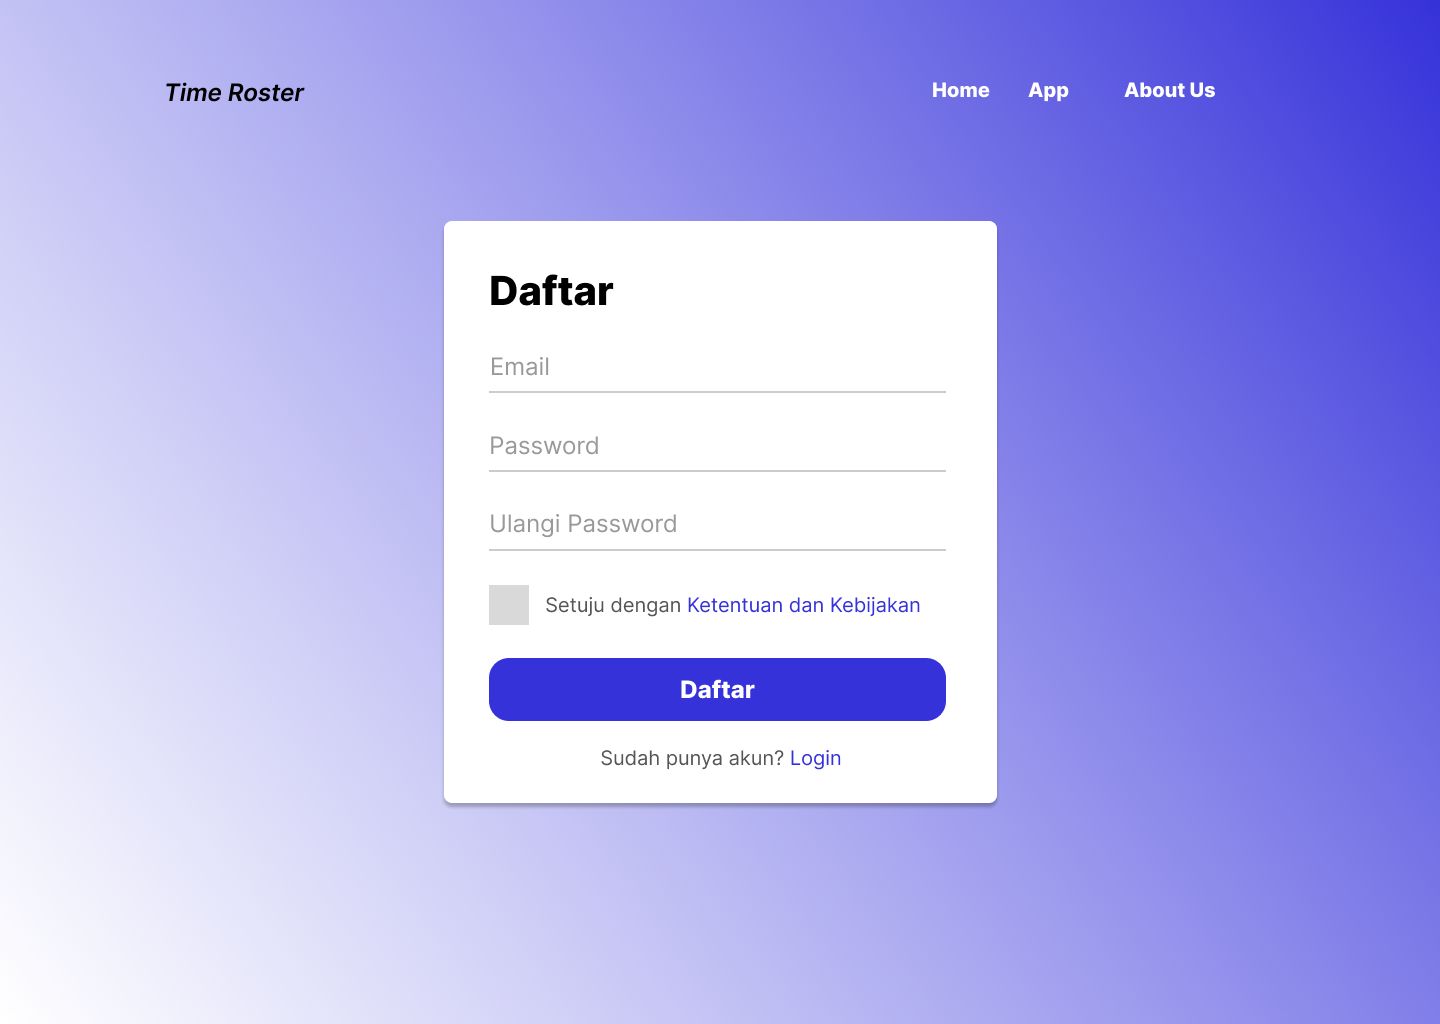 Time Roster
Home App About Us
Daftar
Email
Password
Ulangi Password
Setuju dengan Ketentuan dan Kebijakan
Daftar
Sudah punya akun? Login